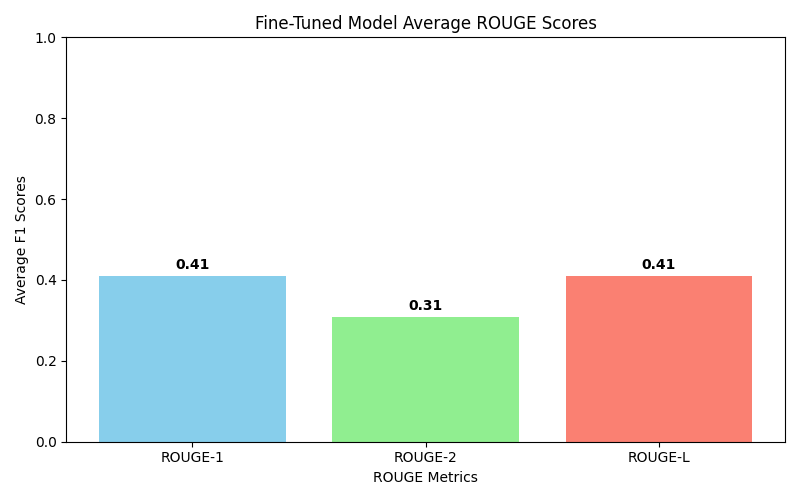 Fine-Tuned Model Average ROUGE Scores
1.0
0.8
0.6
0.4
0.2
0.0
Average F1 Scores
0.41
0.31
0.41
ROUGE-1
ROUGE-2
ROUGE-L
ROUGE Metrics